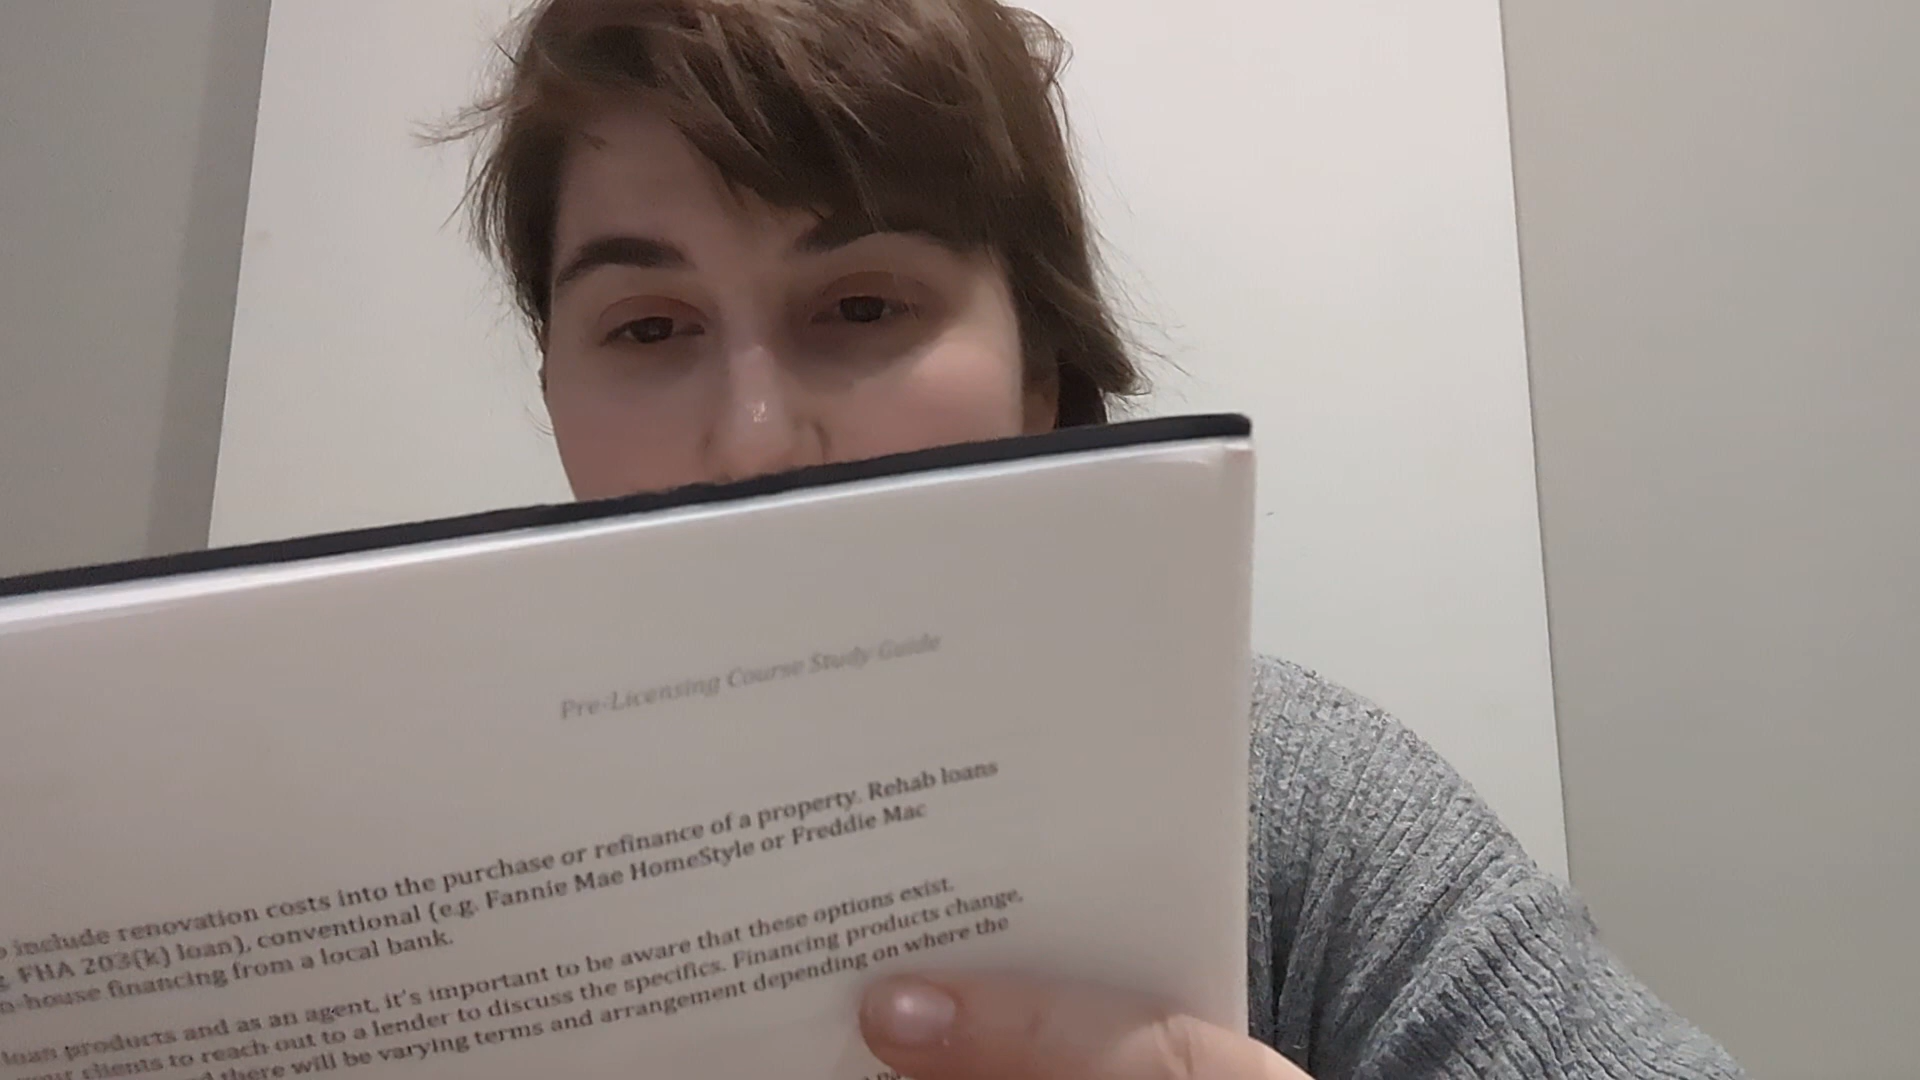 Pre-Licensing Course Study Guide
include renovation costs into the purchase or refinance of a property. Rehab loans
FHA 203(k) loan), conventional (e.g. Fannie Mae HomeStyle or Freddie Mac
n-house financing from a local bank.
loan products and as an agent, it's important to be aware that these options exist.
clients to reach out to a lender to discuss the specifics. Financing products change,
there will be varying terms and arrangement depending on where the